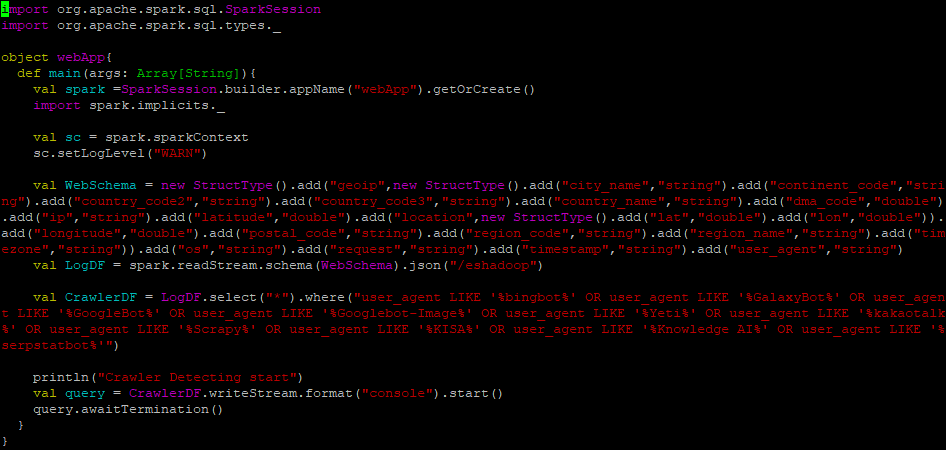 import org.apache.spark.sql.SparkSession
import org.apache.spark.sql.types._

object webApp{
  def main(args: Array[String]){
    val spark =SparkSession.builder.appName("webApp").getOrCreate()
    import spark.implicits._

    val sc = spark.sparkContext
    sc.setLogLevel("WARN")

    val WebSchema = new StructType().add("geoip",new StructType().add("city_name","string").add("continent_code","stri
ng").add("country_code2","string").add("country_code3","string").add("country_name","string").add("dma_code","double")
.add("ip","string").add("latitude","double").add("location",new StructType().add("lat","double").add("lon","double")).
add("longitude","double").add("postal_code","string").add("region_code","string").add("region_name","string").add("tim
ezone","string")).add("os","string").add("request","string").add("timestamp","string").add("user_agent","string")
    val LogDF = spark.readStream.schema(WebSchema).json("/eshadoop")

    val CrawlerDF = LogDF.select("*").where("user_agent LIKE '%bingbot%' OR user_agent LIKE '%GalaxyBot%' OR user_agen
t LIKE '%GoogleBot%' OR user_agent LIKE '%Googlebot-Image%' OR user_agent LIKE '%Yeti%' OR user_agent LIKE '%kakaotalk
%' OR user_agent LIKE '%Scrapy%' OR user_agent LIKE '%KISA%' OR user_agent LIKE '%Knowledge AI%' OR user_agent LIKE '%
serpstatbot%'")

    println("Crawler Detecting start")
    val query = CrawlerDF.writeStream.format("console").start()
    query.awaitTermination()
  }
}